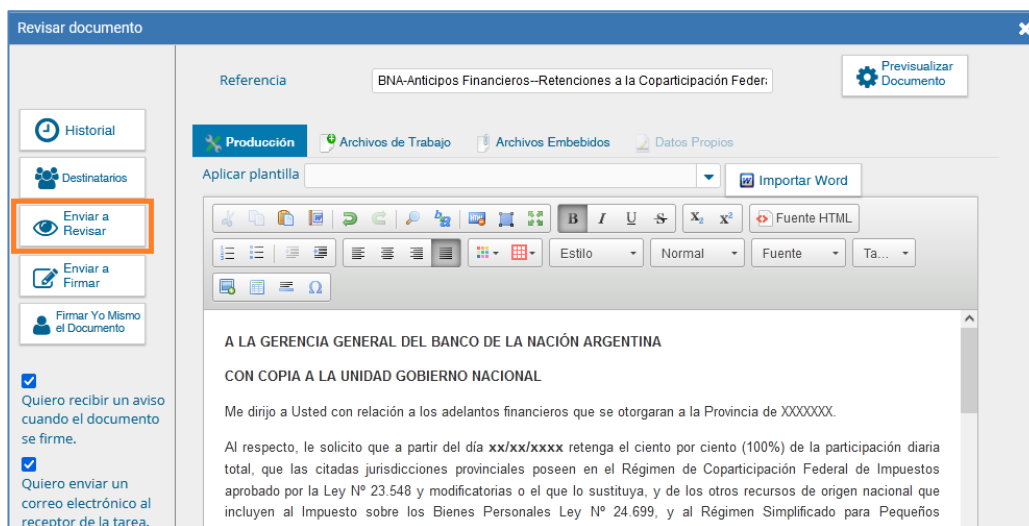 Revisar documento
Referencia
BNA-Anticipos Financieros--Retenciones a la Coparticipación Feder
Previsualizar
Documento
Historial
Destinatarios
Enviar a
Revisar
Enviar a
Firmar
Firmar Yo Mismo
el Documento
Quiero recibir un aviso
cuando el documento
se firme.
Quiero enviar un
correo electrónico al
receptor de la tarea.
Producción
Archivos de Trabajo
Archivos Embebidos
Datos Propios
Aplicar plantilla
Importar Word
B I U S X₂ X² Fuente HTML
Estilo Normal Fuente Ta...
Ω
A LA GERENCIA GENERAL DEL BANCO DE LA NACIÓN ARGENTINA
CON COPIA A LA UNIDAD GOBIERNO NACIONAL
Me dirijo a Usted con relación a los adelantos financieros que se otorgaran a la Provincia de XXXXXXX.
Al respecto, le solicito que a partir del día xx/xx/xxxx retenga el ciento por ciento (100%) de la participación diaria
total, que las citadas jurisdicciones provinciales poseen en el Régimen de Coparticipación Federal de Impuestos
aprobado por la Ley Nº 23.548 y modificatorias o el que lo sustituya, y de los otros recursos de origen nacional que
incluyen al Impuesto sobre los Bienes Personales Ley Nº 24.699, y al Régimen Simplificado para Pequeños